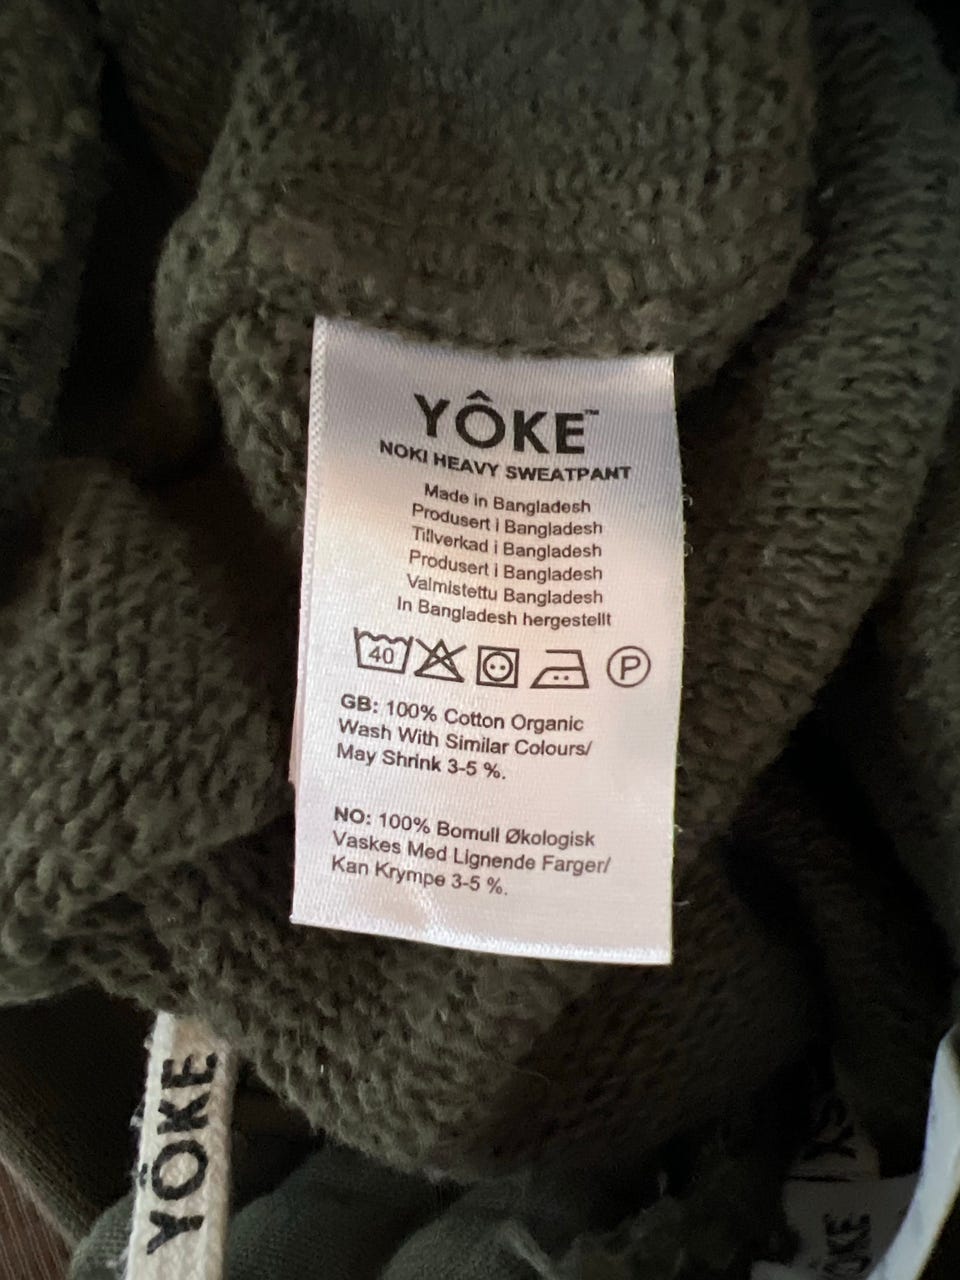 YÔKE™
NOKI HEAVY SWEATPANT
Made in Bangladesh
Produsert i Bangladesh
Tillverkad i Bangladesh
Produsert i Bangladesh
Valmistettu Bangladesh
In Bangladesh hergestellt
40 P
GB: 100% Cotton Organic
Wash With Similar Colours/
May Shrink 3-5 %.
NO: 100% Bomull Økologisk
Vaskes Med Lignende Farger/
Kan Krympe 3-5 %.
YÔKE
XS
YÔKE